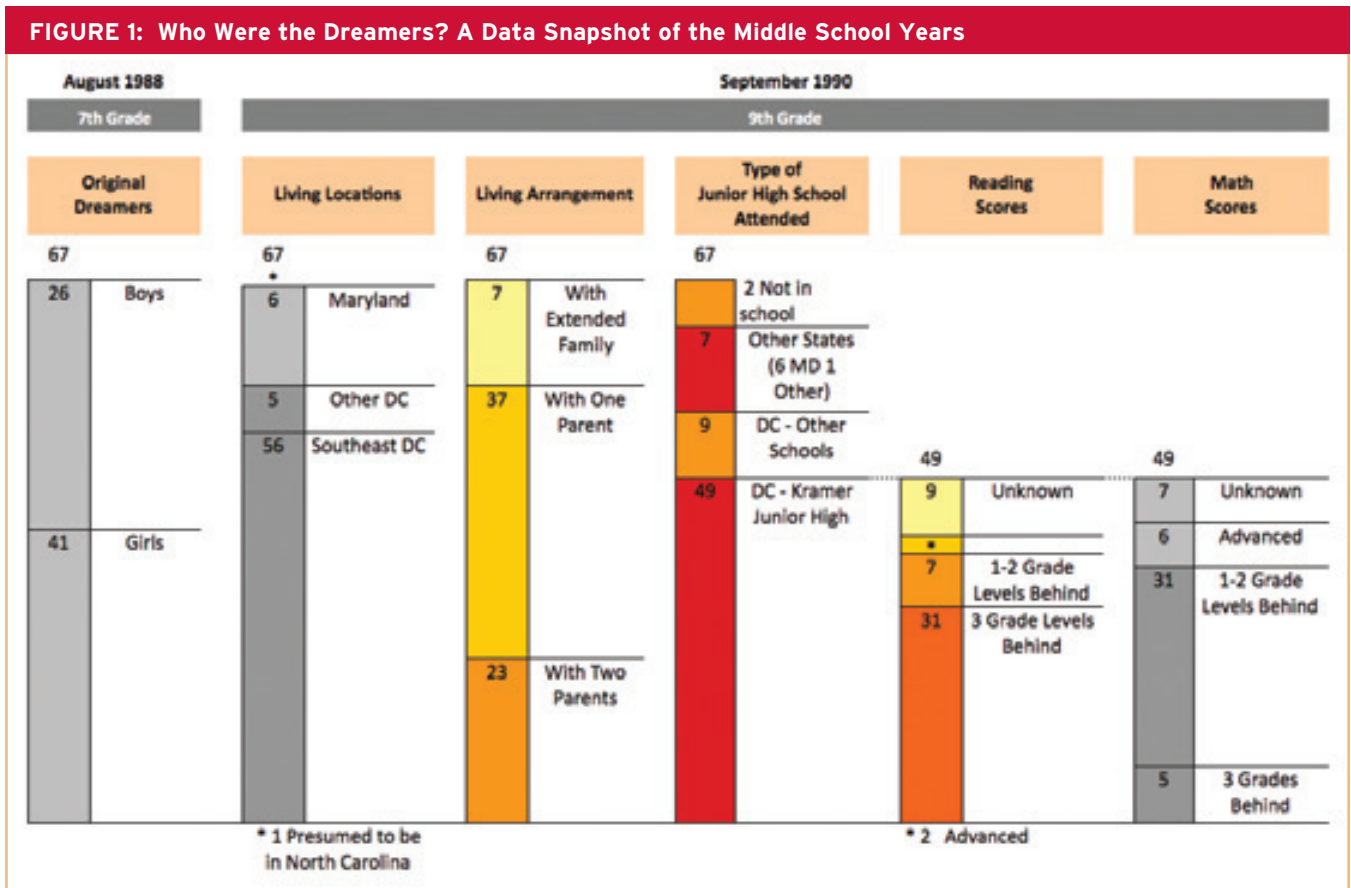 FIGURE 1: Who Were the Dreamers? A Data Snapshot of the Middle School Years
August 1988
7th Grade
September 1990
9th Grade
Original
Dreamers
67
26 Boys
41 Girls
Living Locations
67
*
6 Maryland
5 Other DC
56 Southeast DC
* 1 Presumed to be
in North Carolina
Living Arrangement
67
7 With
Extended
Family
37 With One
Parent
23 With Two
Parents
Type of
Junior High School
Attended
67
2 Not in
school
7 Other States
(6 MD 1
Other)
9 DC - Other
Schools
49 DC - Kramer
Junior High
Reading
Scores
49
9 Unknown
*
7 1-2 Grade
Levels Behind
31 3 Grade Levels
Behind
* 2 Advanced
Math
Scores
49
7 Unknown
6 Advanced
31 1-2 Grade
Levels Behind
5 3 Grades
Behind